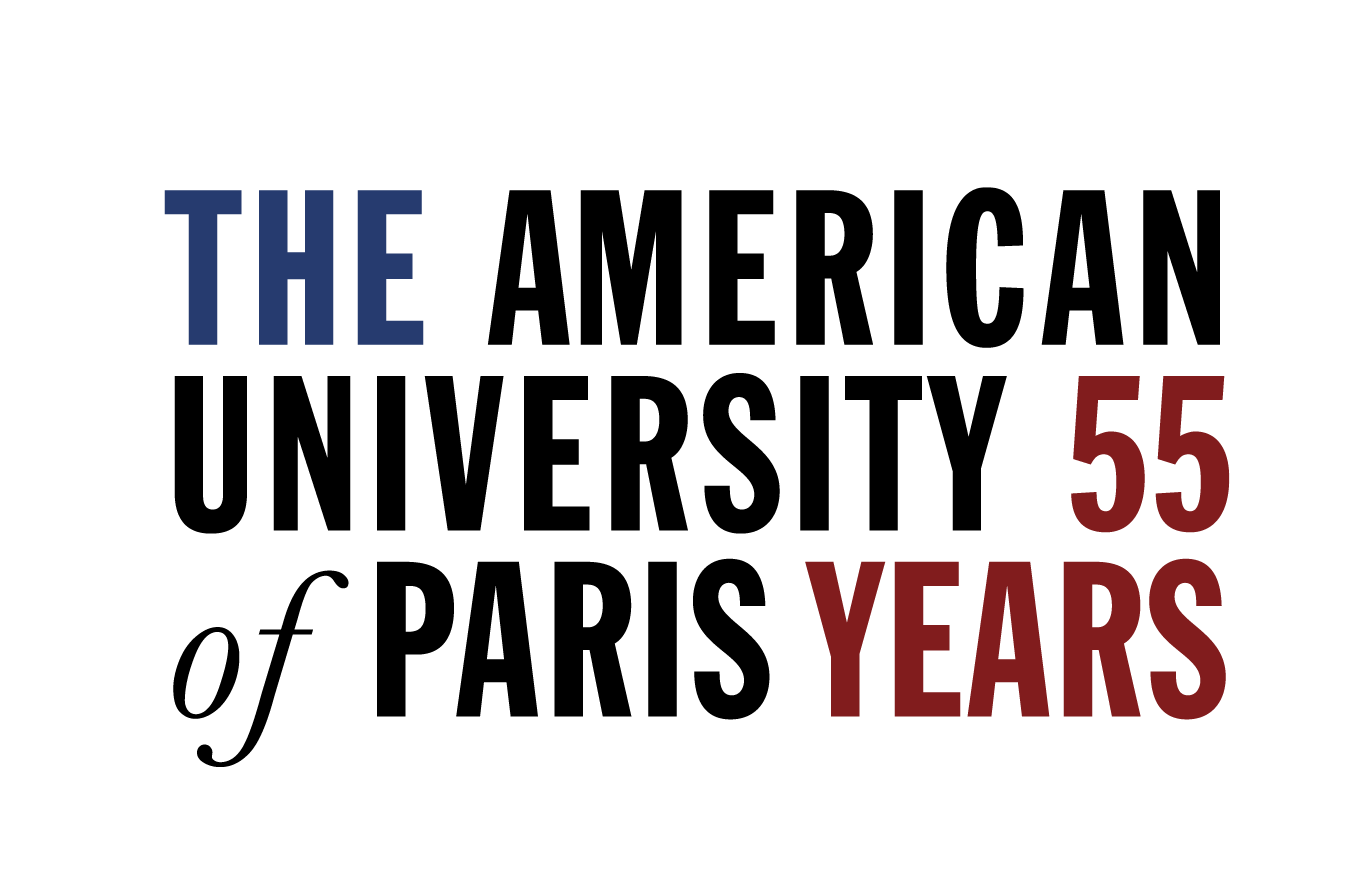 THE AMERICAN
UNIVERSITY 55
of PARIS YEARS